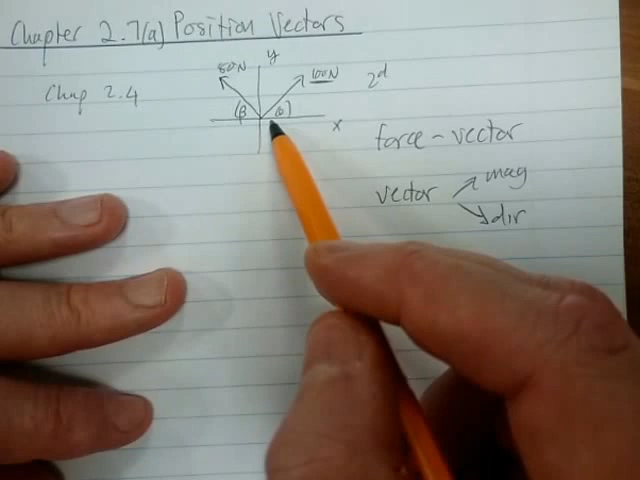 Chapter 2.7(a) Position Vectors
y
80N
100N
2d
Chap 2.4
(β
θ)
x
force - vector
mag
vector
dir